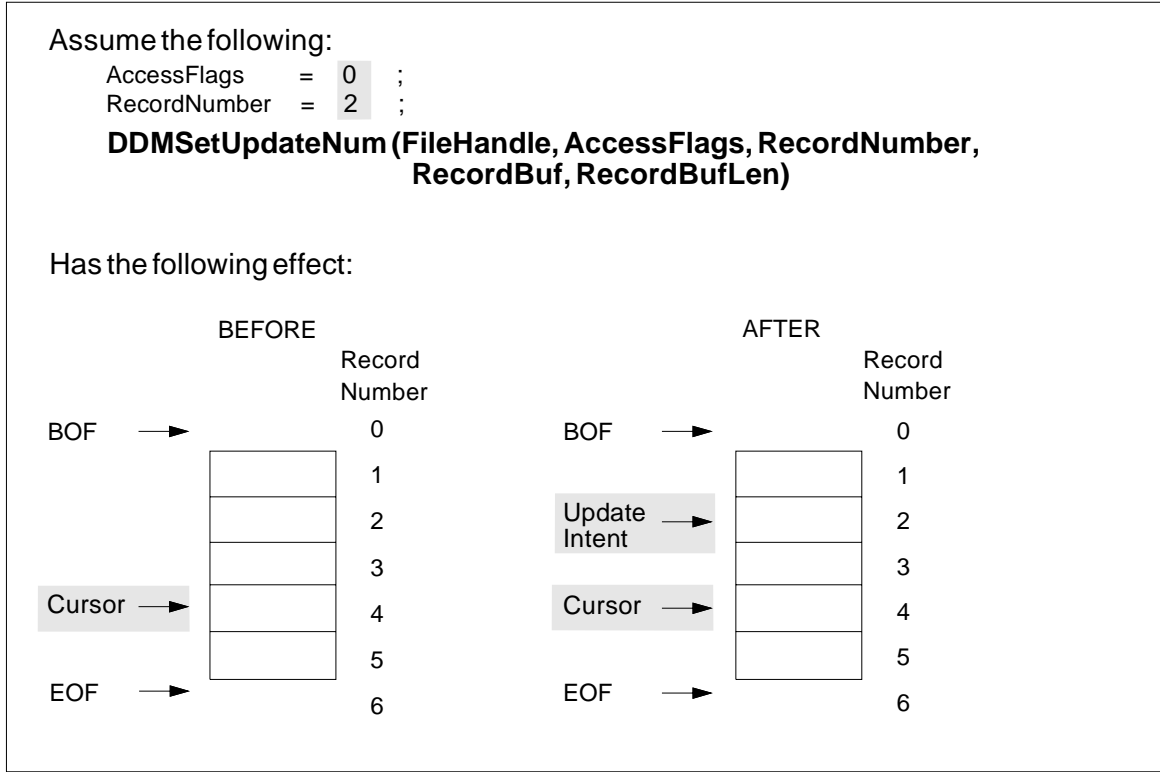 Assume the following:
AccessFlags = 0 ;
RecordNumber = 2 ;
DDMSetUpdateNum (FileHandle, AccessFlags, RecordNumber,
RecordBuf, RecordBufLen)
Has the following effect:
BEFORE
Record
Number
BOF
0
1
2
3
Cursor
4
5
EOF
6
AFTER
Record
Number
BOF
0
1
Update
Intent
2
3
Cursor
4
5
EOF
6